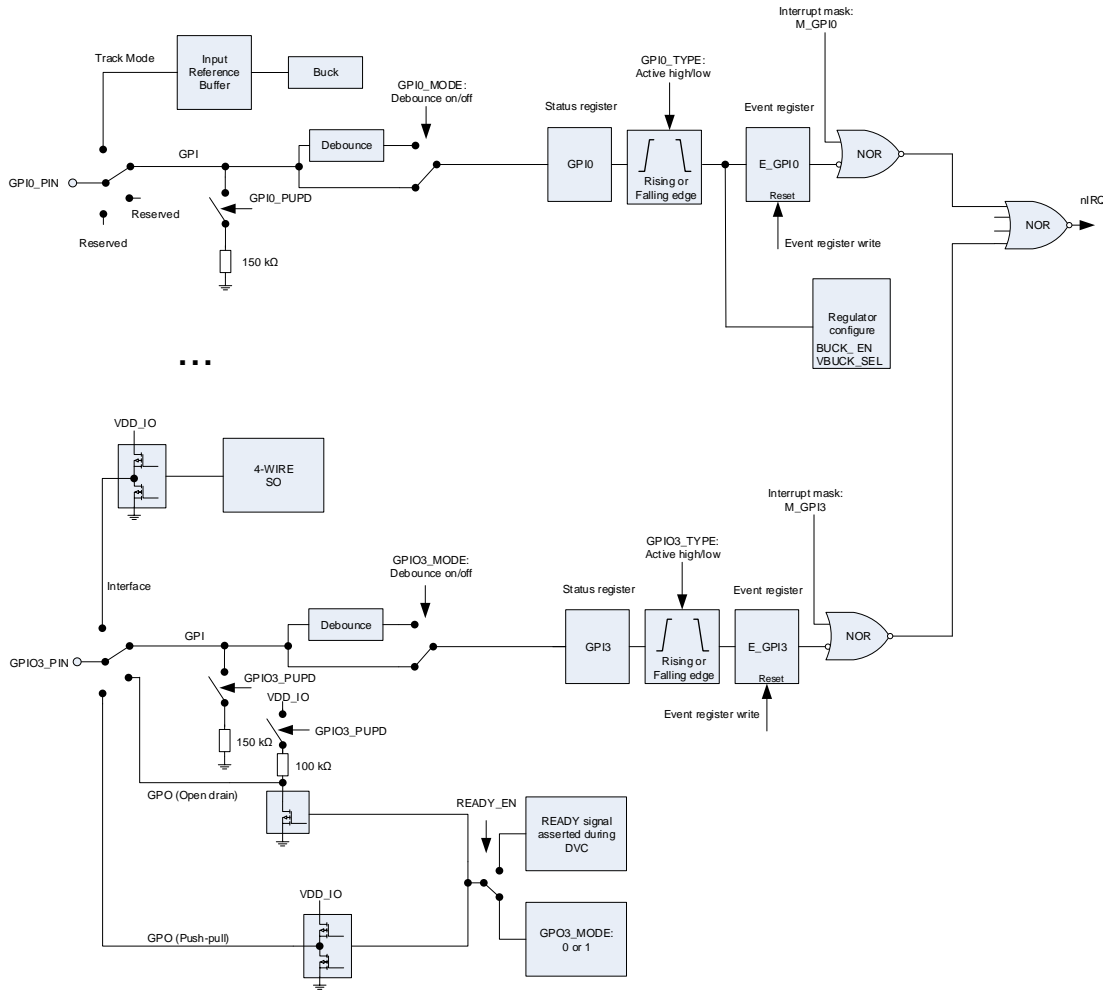 Interrupt mask:
M_GPI0
Track Mode
Input
Reference
Buffer
Buck
GPI0_MODE:
Debounce on/off
GPI0_TYPE:
Active high/low
Status register
Event register
Debounce
GPI
GPI0
Rising or
Falling edge
E_GPI0
Reset
NOR
GPI0_PIN
Reserved
Reserved
GPI0_PUPD
150 kΩ
Event register write
NOR
nIRQ
Regulator
configure
BUCK_ EN
VBUCK_SEL
...
VDD_IO
4-WIRE
SO
Interrupt mask:
M_GPI3
Interface
GPIO3_MODE:
Debounce on/off
GPIO3_TYPE:
Active high/low
Status register
Event register
Debounce
GPI
GPI3
Rising or
Falling edge
E_GPI3
Reset
NOR
GPIO3_PIN
GPIO3_PUPD
VDD_IO
GPIO3_PUPD
150 kΩ
100 kΩ
Event register write
GPO (Open drain)
READY_EN
READY signal
asserted during
DVC
VDD_IO
GPO (Push-pull)
GPO3_MODE:
0 or 1